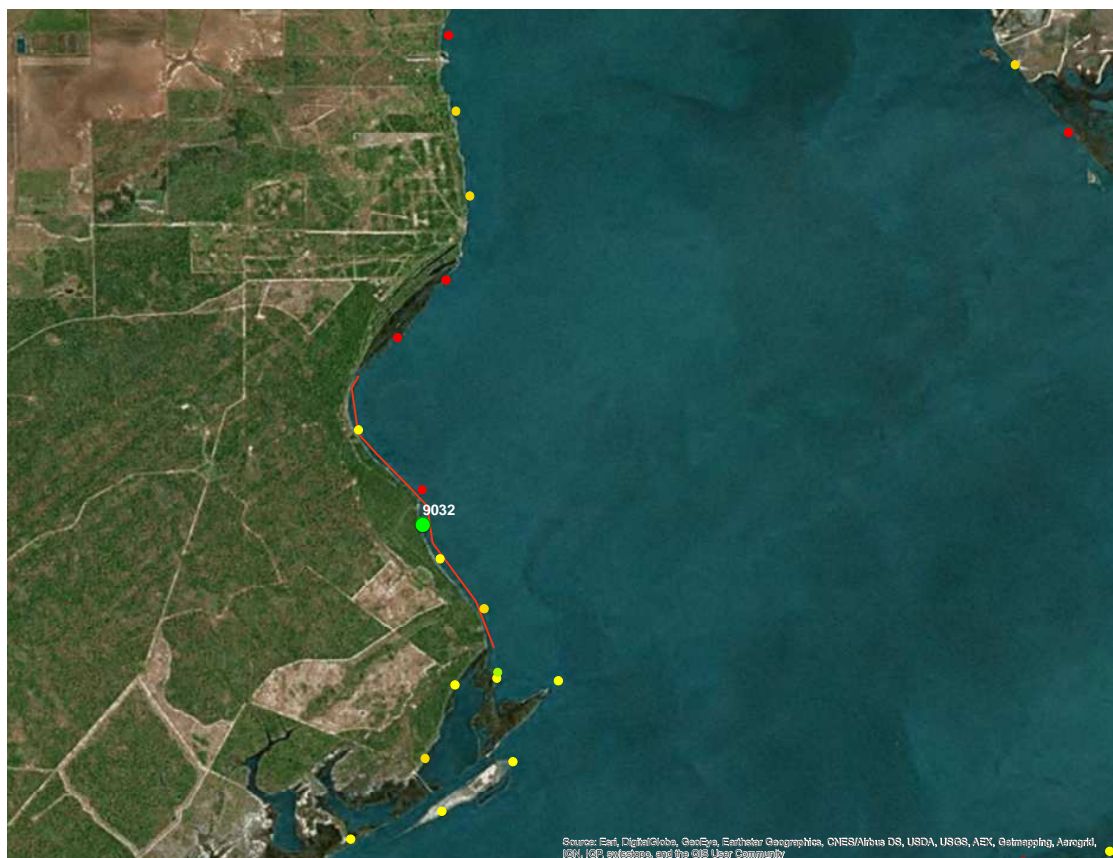 9032
Source: Esri, DigitalGlobe, GeoEye, Earthstar Geographics, CNES/Airbus DS, USDA, USGS, AEX, Getmapping, Aerogrid,
IGN, IGP, swisstopo, and the GIS User Community